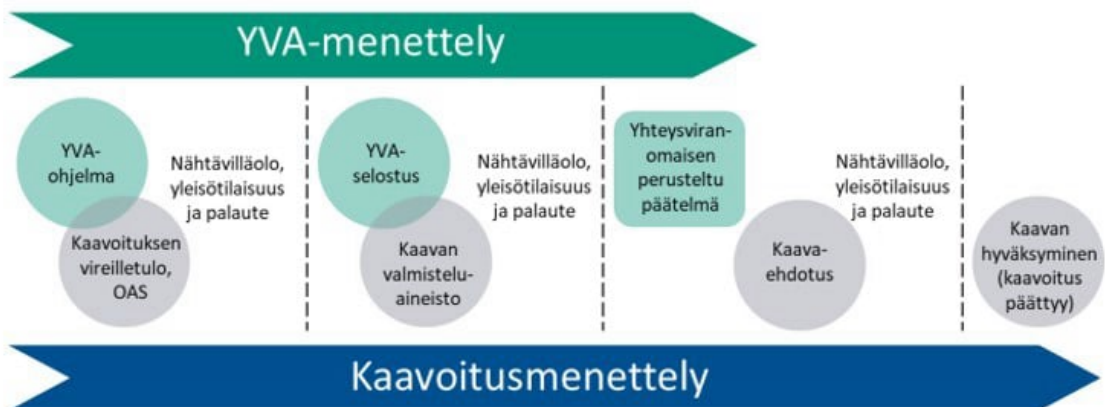 YVA-menettely
YVA-
ohjelma
Kaavoituksen
vireilletulo,
OAS
Nähtävilläolo,
yleisötilaisuus
ja palaute
YVA-
selostus
Kaavan
valmistelu-
aineisto
Nähtävilläolo,
yleisötilaisuus
ja palaute
Yhteysviran-
omaisen
perusteltu
päätelmä
Kaava-
ehdotus
Nähtävilläolo,
yleisötilaisuus
ja palaute
Kaavan
hyväksyminen
(kaavoitus
päättyy)
Kaavoitusmenettely